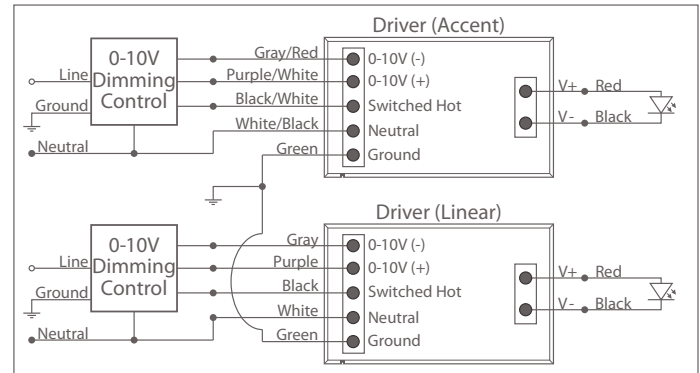 Driver (Accent)
0-10V
Dimming
Control
Line
Ground
Neutral
Gray/Red
Purple/White
Black/White
White/Black
Green
0-10V (-)
0-10V (+)
Switched Hot
Neutral
Ground
V+
Red
V-
Black
Driver (Linear)
0-10V
Dimming
Control
Line
Ground
Neutral
Gray
Purple
Black
White
Green
0-10V (-)
0-10V (+)
Switched Hot
Neutral
Ground
V+
Red
V-
Black